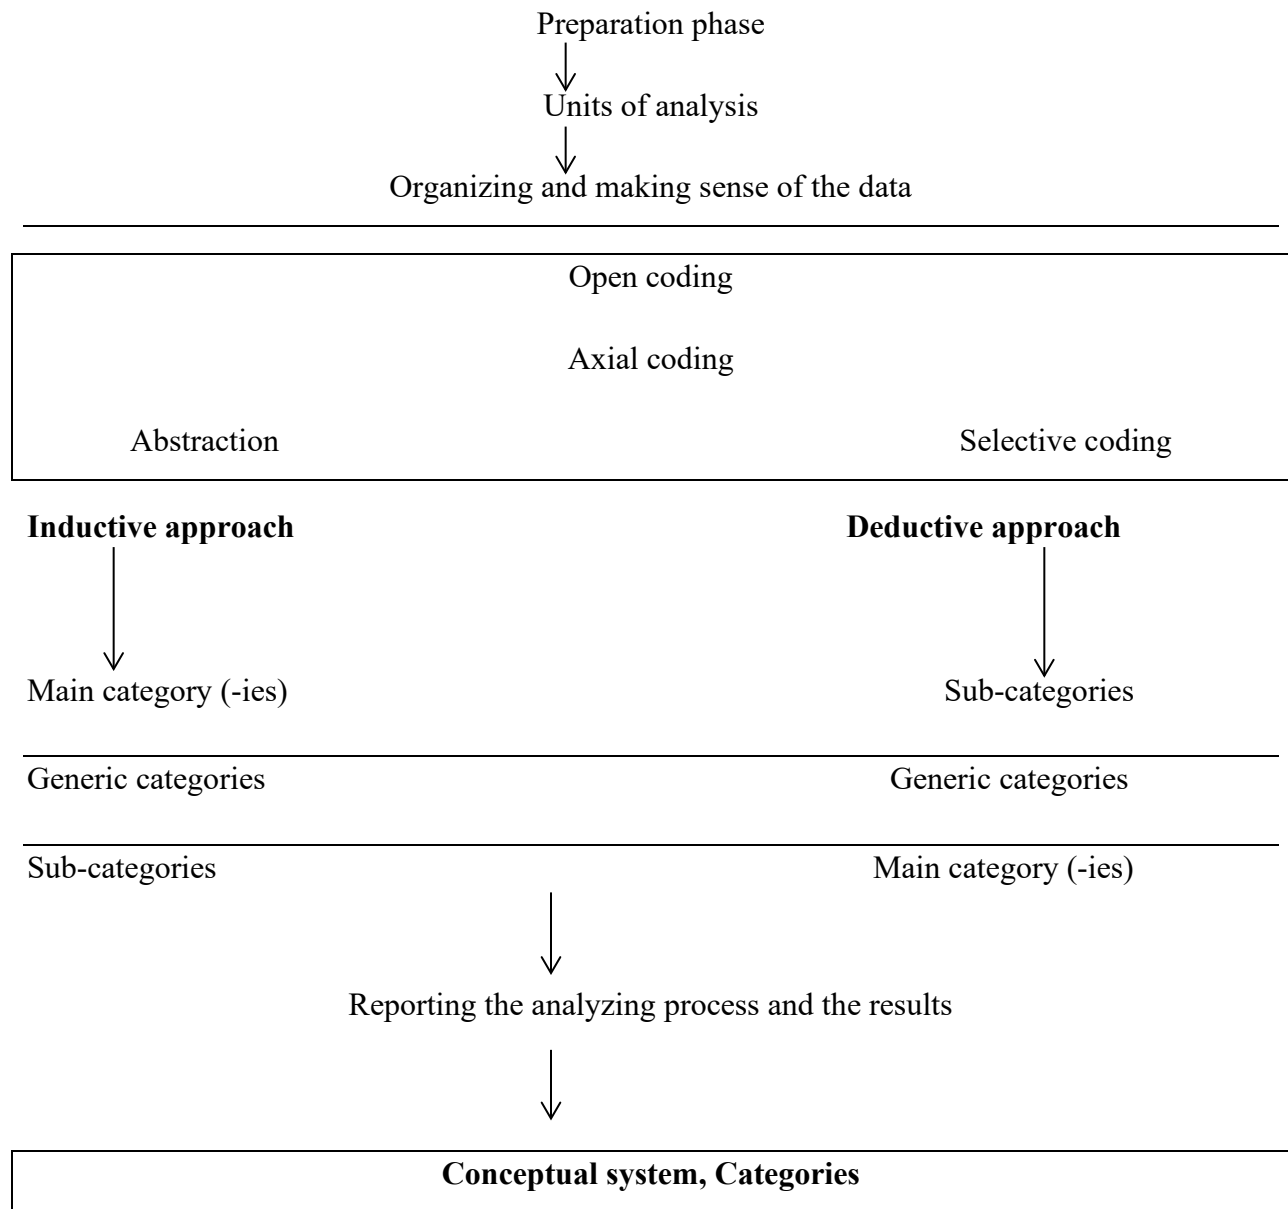 Preparation phase
Units of analysis
Organizing and making sense of the data
Open coding
Axial coding
Abstraction Selective coding
Inductive approach Deductive approach
Main category (-ies) Sub-categories
Generic categories Generic categories
Sub-categories Main category (-ies)
Reporting the analyzing process and the results
Conceptual system, Categories